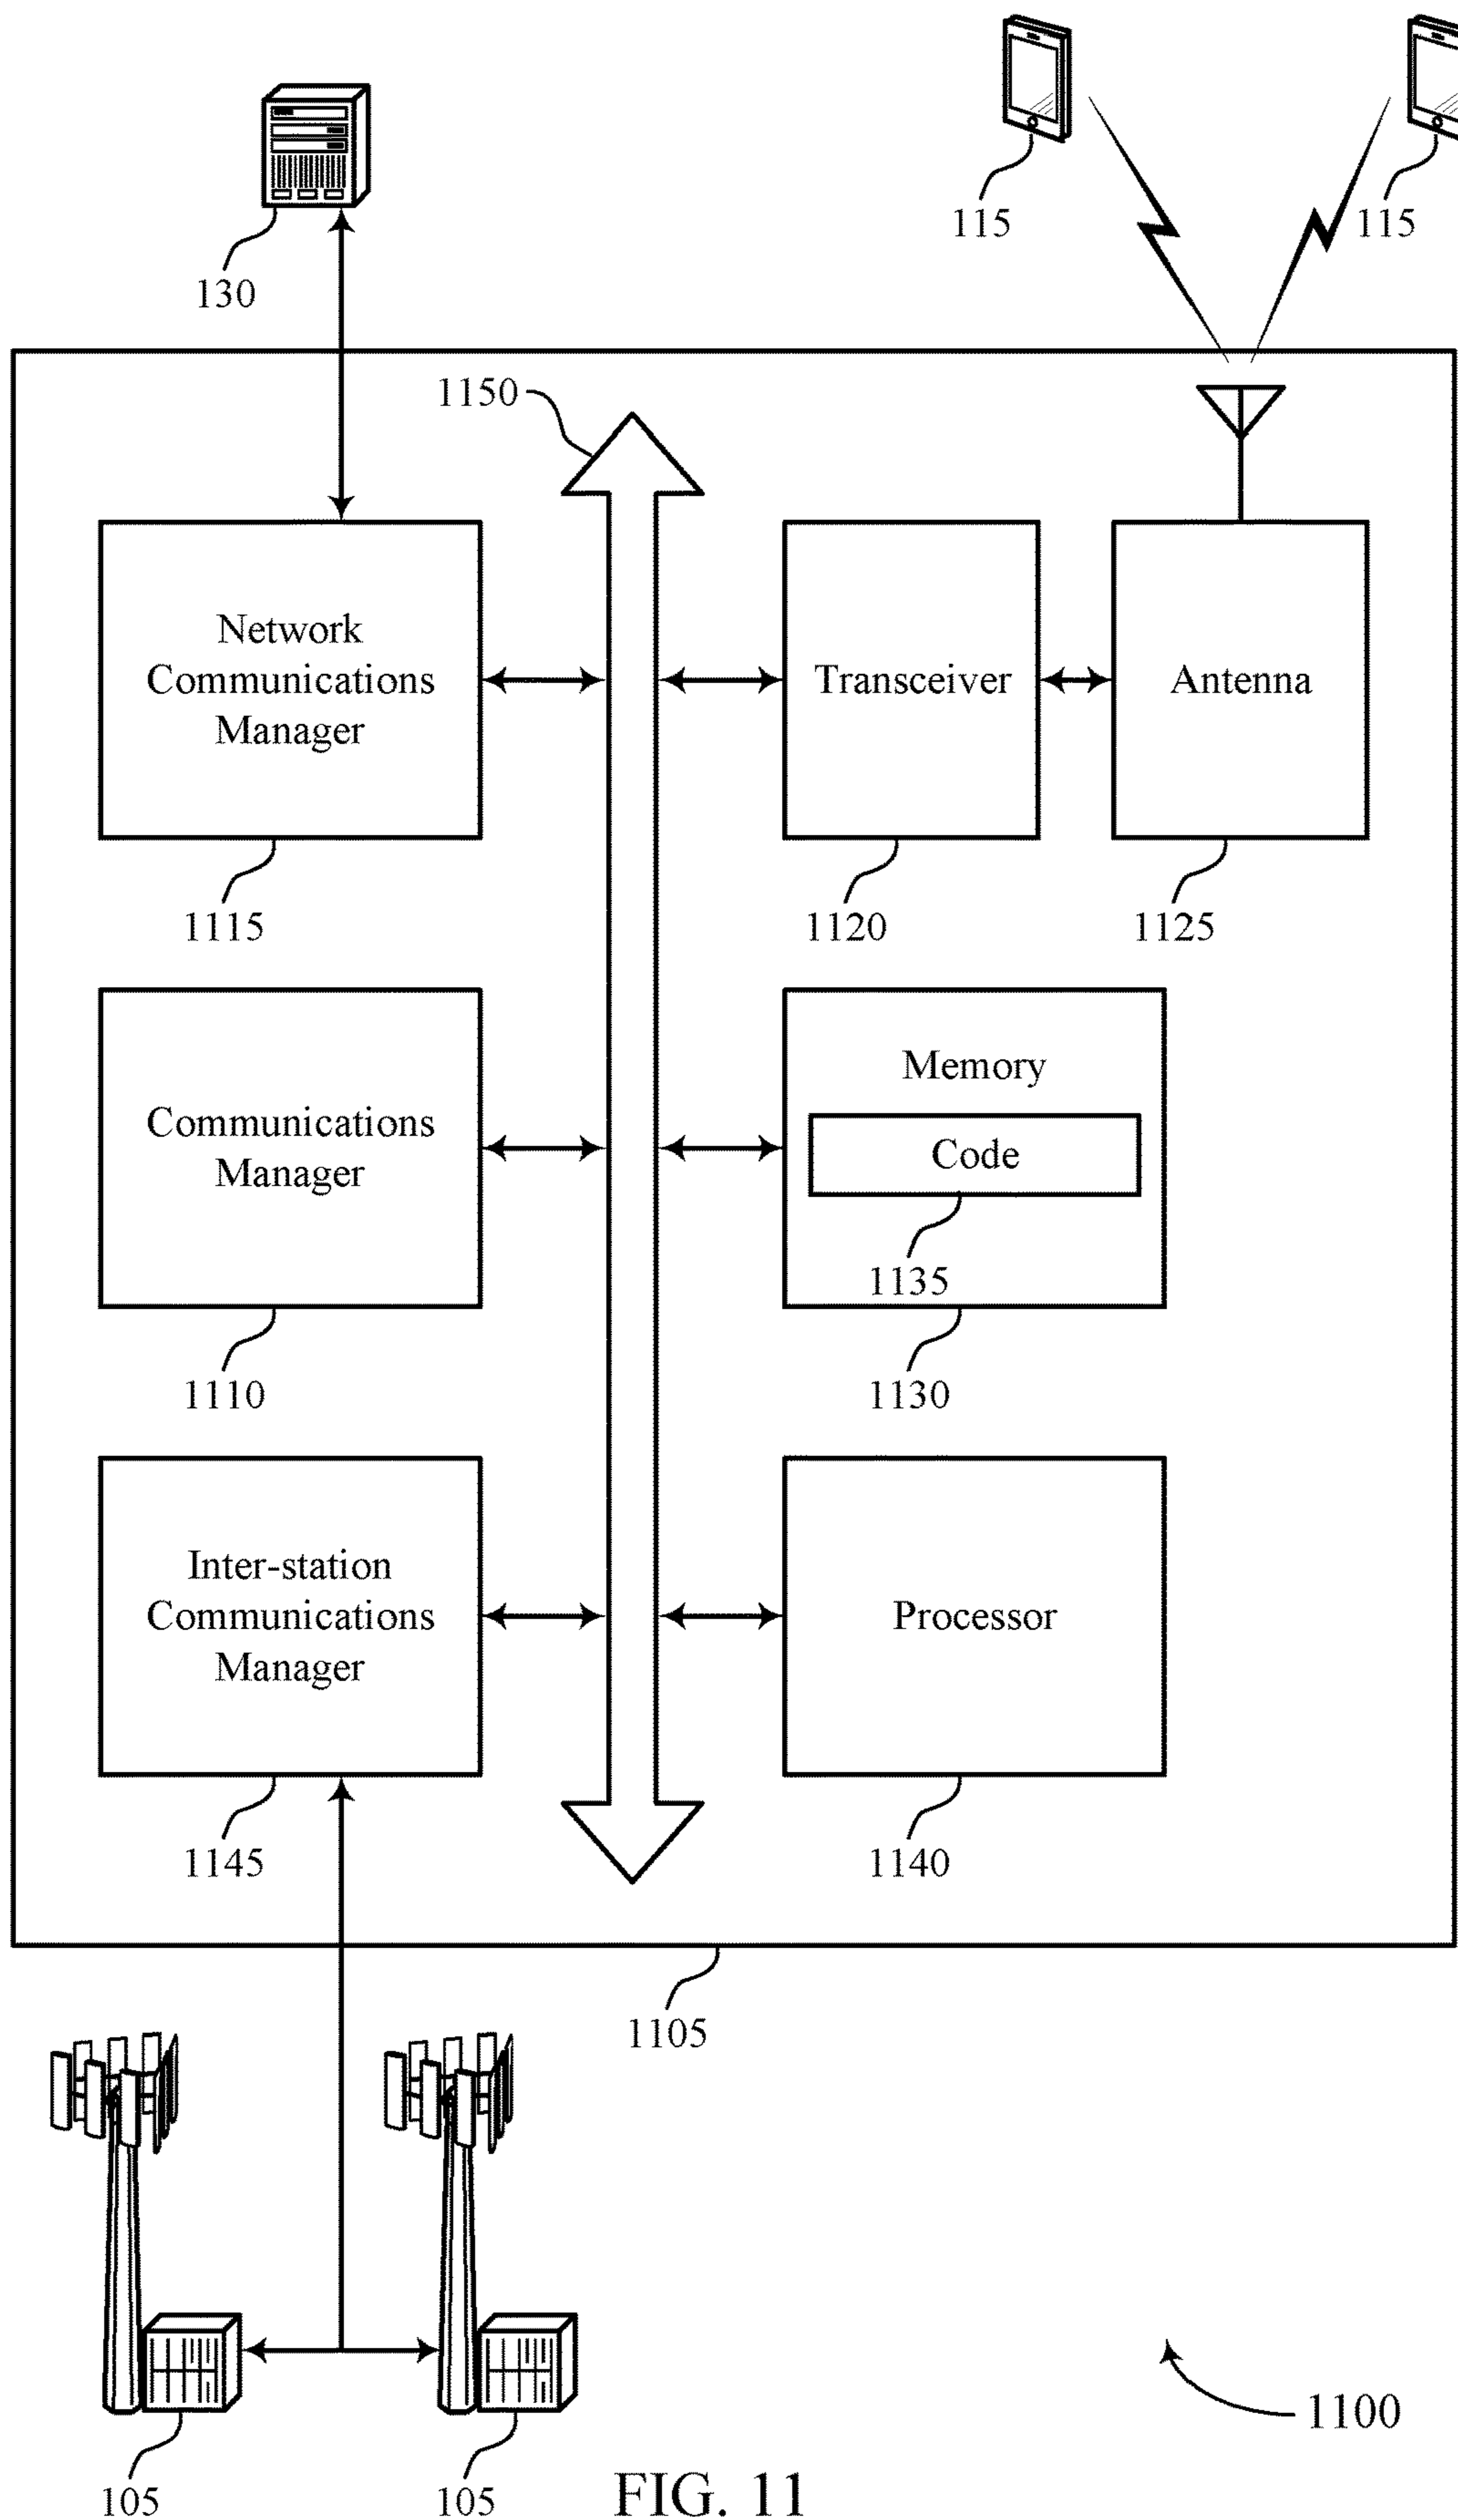 115
115
130
1150
Network
Communications
Manager
Transceiver
Antenna
1115
1120
1125
Communications
Manager
Memory
Code
1135
1110
1130
Inter-station
Communications
Manager
Processor
1145
1140
1105
1100
105
105
FIG. 11